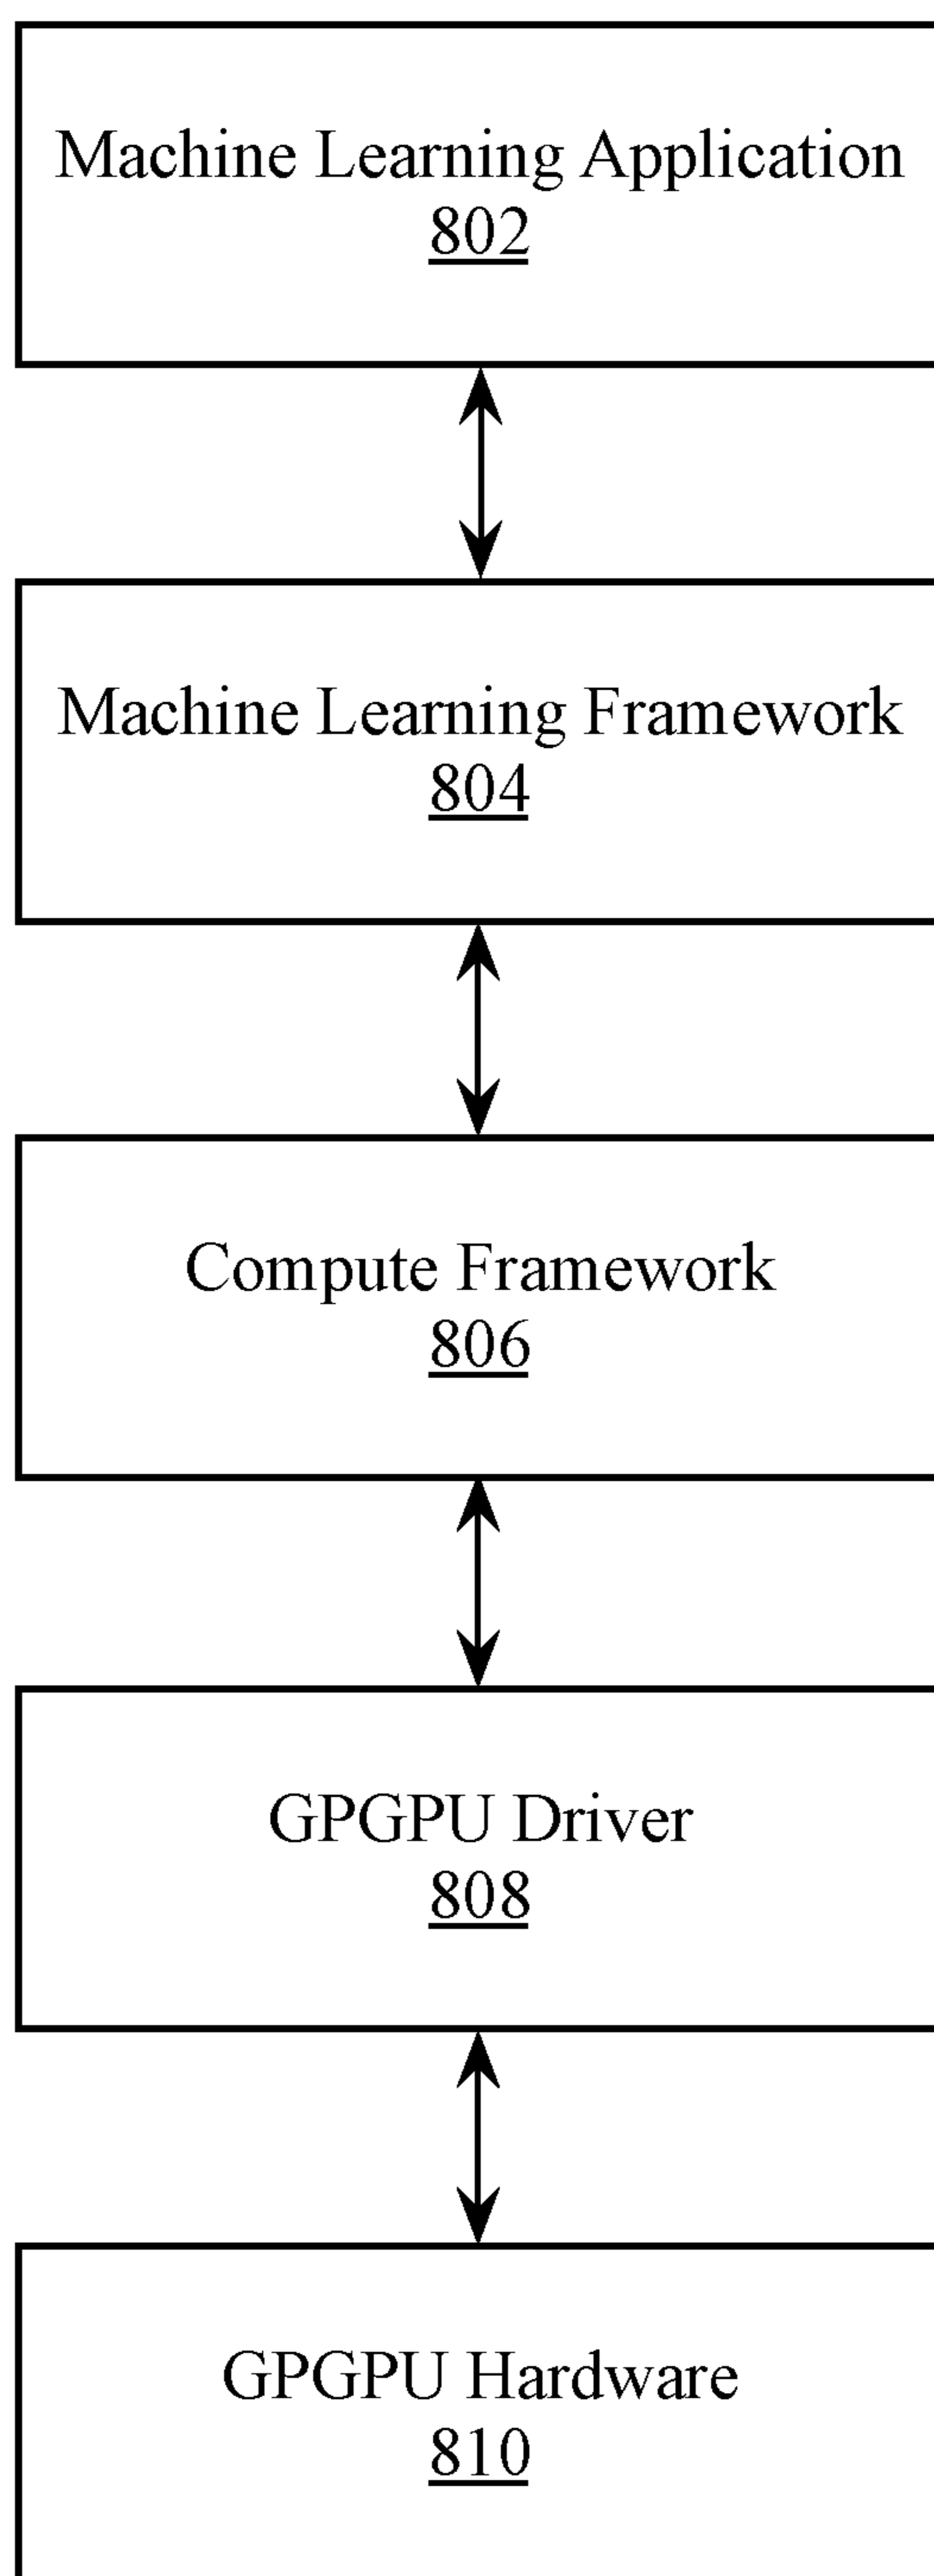 Machine Learning Application
802
Machine Learning Framework
804
Compute Framework
806
GPGPU Driver
808
GPGPU Hardware
810